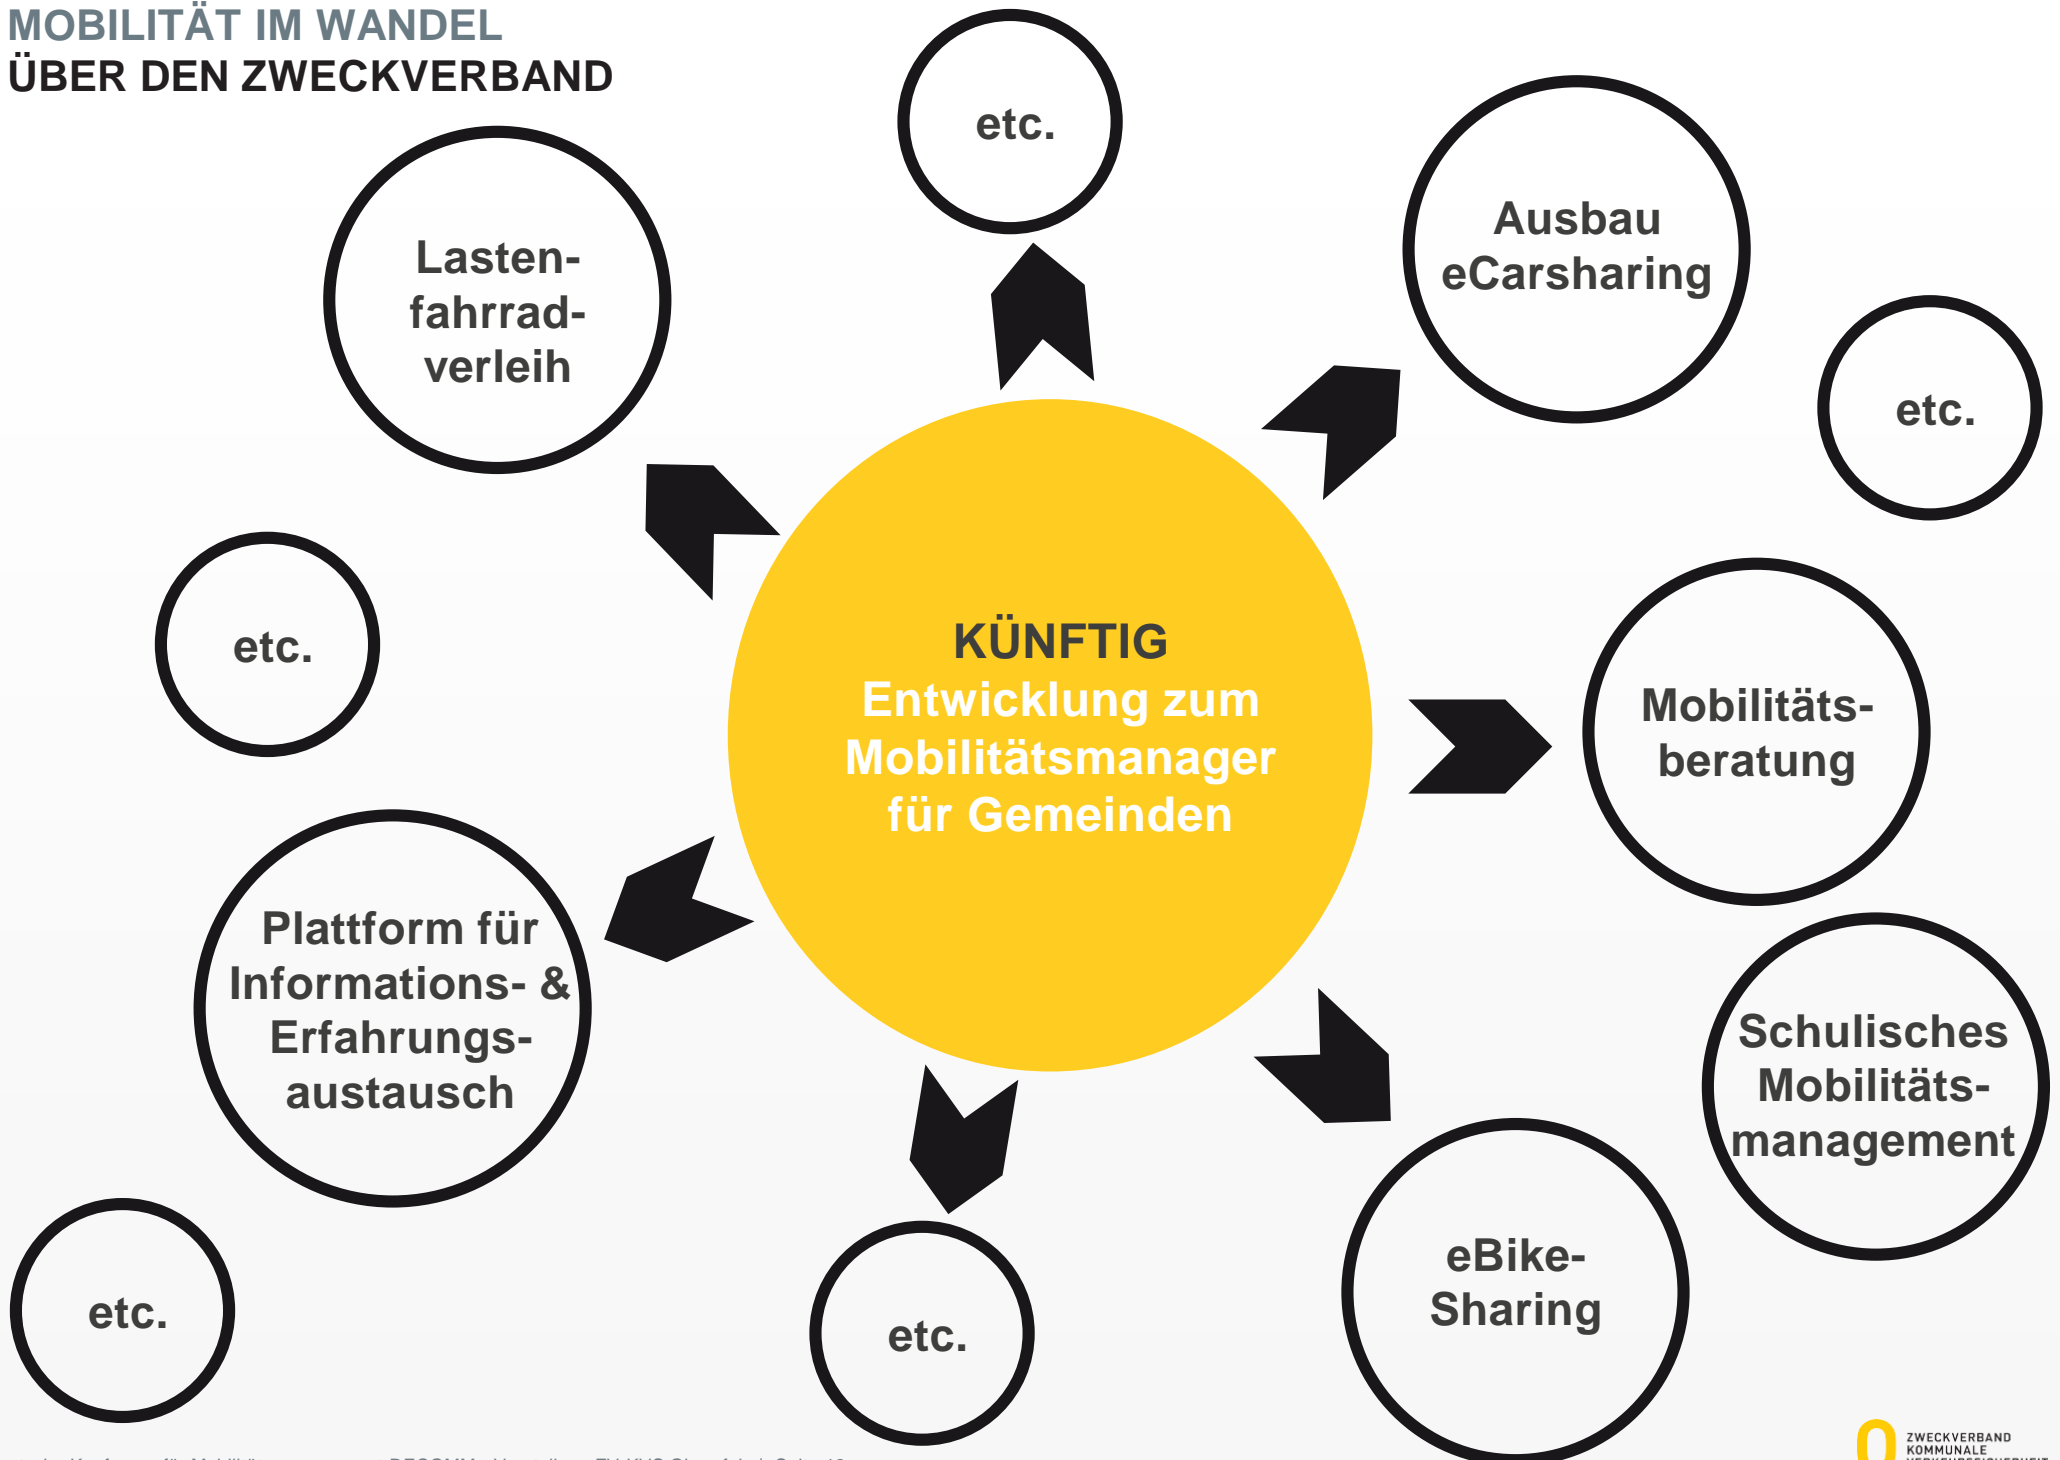 MOBILITÄT IM WANDEL
ÜBER DEN ZWECKVERBAND
etc.
Lasten-
fahrrad-
verleih
Ausbau
eCarsharing
etc.
etc.
KÜNFTIG
Entwicklung zum
Mobilitätsmanager
für Gemeinden
Mobilitäts-
beratung
Plattform für
Informations- &
Erfahrungs-
austausch
Schulisches
Mobilitäts-
management
eBike-
Sharing
etc.
etc.
ZWECKVERBAND
KOMMUNALE